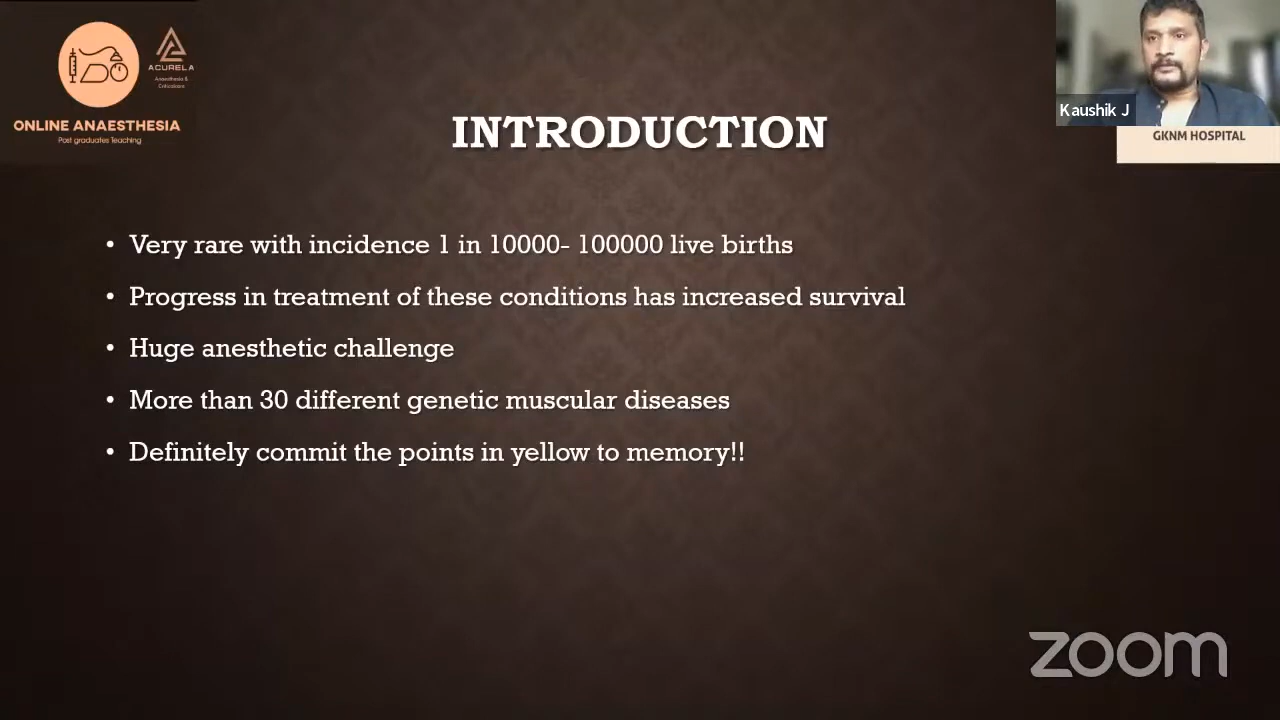 ACURELA
Anaesthesia &
Criticalcare
ONLINE ANAESTHESIA
Post graduates Teaching
Kaushik J
GKNM HOSPITAL
INTRODUCTION
• Very rare with incidence 1 in 10000- 100000 live births
• Progress in treatment of these conditions has increased survival
• Huge anesthetic challenge
• More than 30 different genetic muscular diseases
• Definitely commit the points in yellow to memory!!
zoom